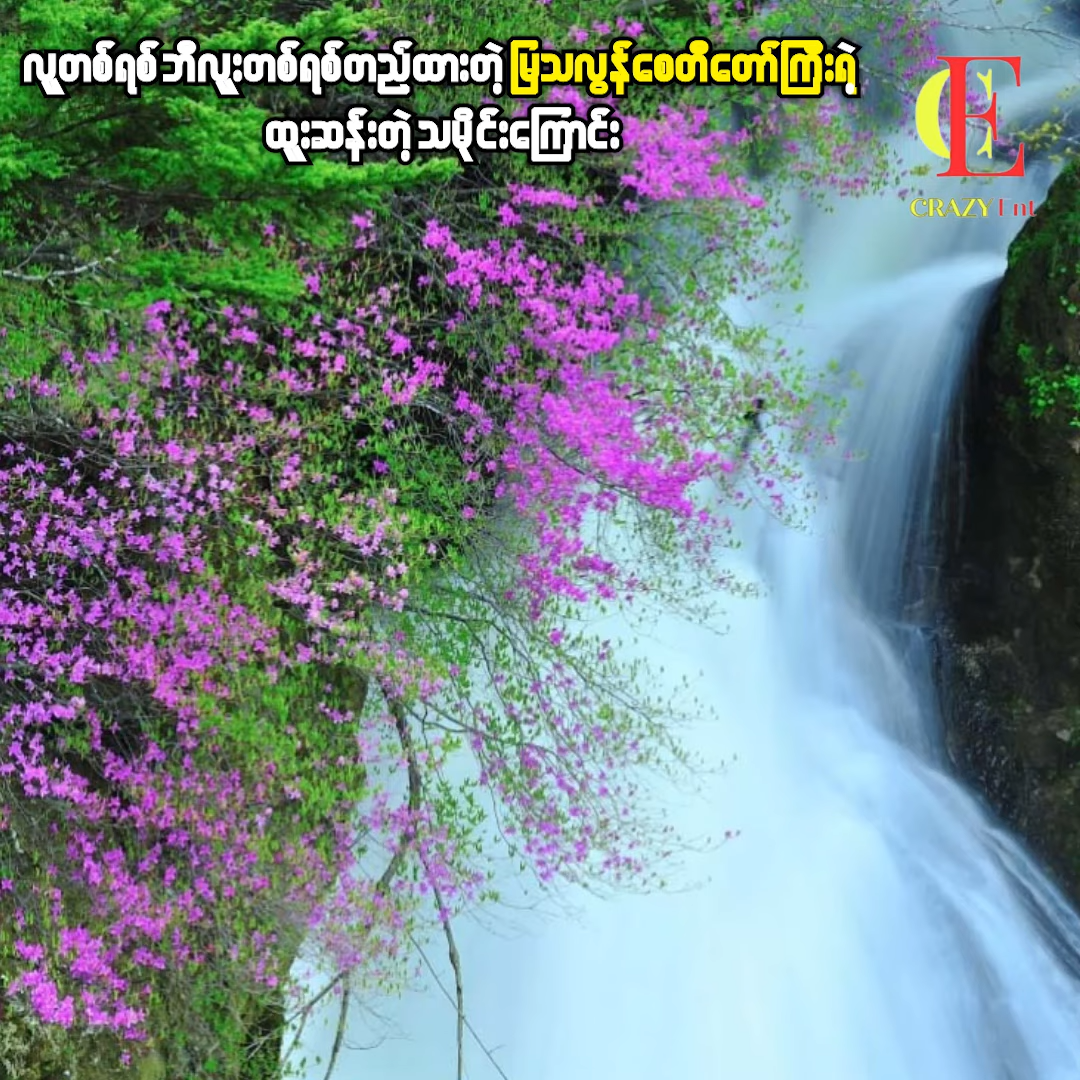 လူတစ်ရစ် ဘီလူးတစ်ရစ်တည်ထားတဲ့ မြသလွန်စေတီတော်ကြီးရဲ့
ထူးဆန်းတဲ့ သမိုင်းကြောင်း
CE
CRAZY Ent